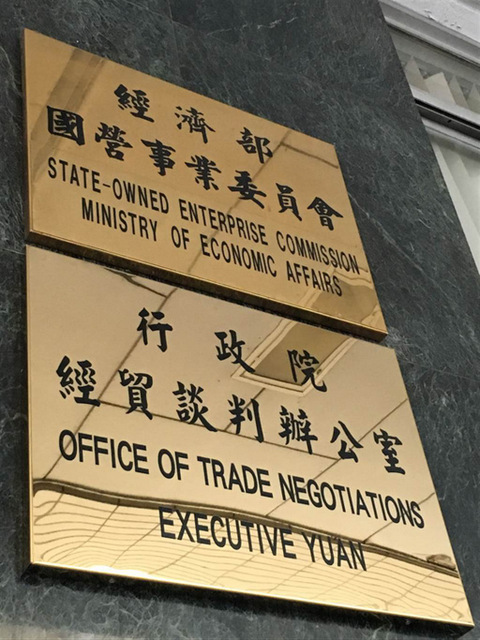 經濟部
國營事業委員會
STATE-OWNED ENTERPRISE COMMISSION
MINISTRY OF ECONOMIC AFFAIRS
行政院
經貿談判辦公室
OFFICE OF TRADE NEGOTIATIONS
EXECUTIVE YUAN